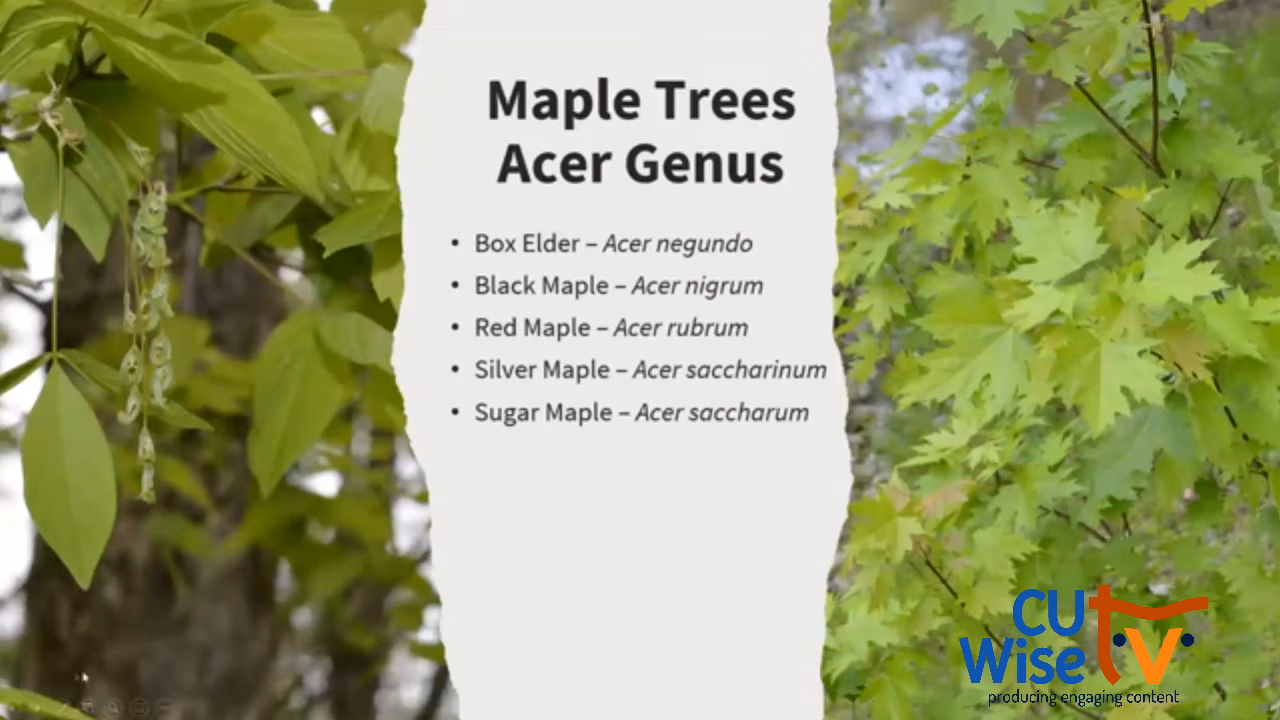 Maple Trees
Acer Genus
• Box Elder – Acer negundo
• Black Maple – Acer nigrum
• Red Maple – Acer rubrum
• Silver Maple – Acer saccharinum
• Sugar Maple – Acer saccharum
CU
Wise
tv
producing engaging content